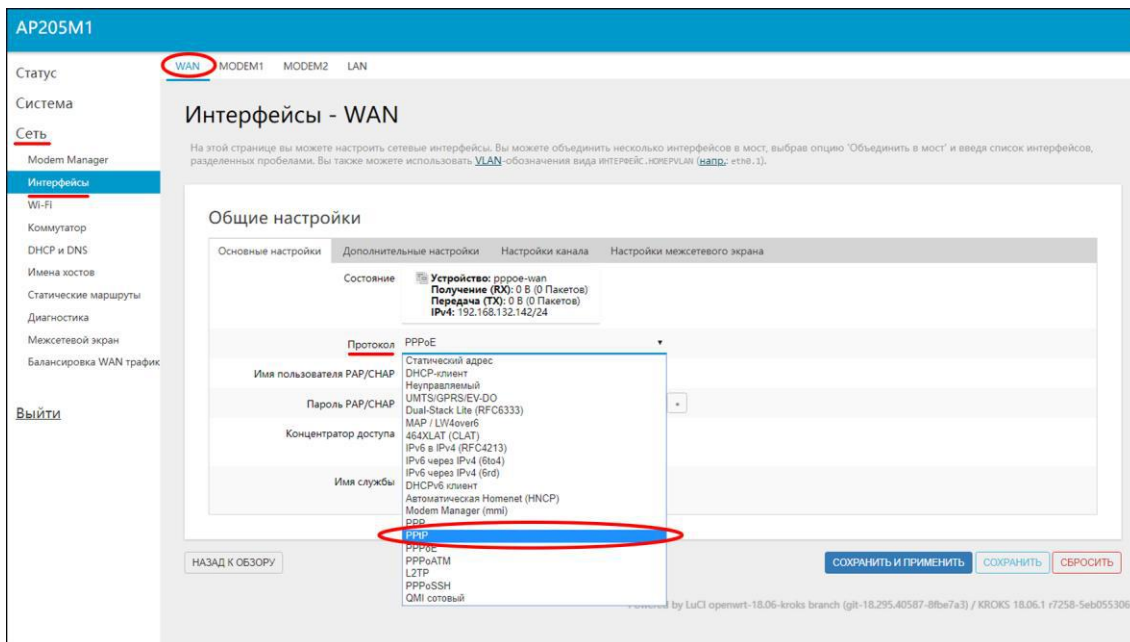 AP205M1
Статус
Система
Сеть
Modem Manager
Интерфейсы
Wi-Fi
Коммутатор
DHCP и DNS
Имена хостов
Статические маршруты
Диагностика
Межсетевой экран
Балансировка WAN трафик
Выйти
WAN MODEM1 MODEM2 LAN
Интерфейсы - WAN
На этой странице вы можете настроить сетевые интерфейсы. Вы можете объединить несколько интерфейсов в мост, выбрав опцию 'Объединить в мост' и введя список интерфейсов,
разделенных пробелами. Вы также можете использовать VLAN-обозначения вида ИНТЕРФЕЙС.НОМЕРVLAN (напр.: eth0.1).
Общие настройки
Основные настройки Дополнительные настройки Настройки канала Настройки межсетевого экрана
Состояние
Устройство: pppoe-wan
Получение (RX): 0 B (0 Пакетов)
Передача (TX): 0 B (0 Пакетов)
IPv4: 192.168.132.142/24
Протокол PPPoE
Имя пользователя PAP/CHAP
Пароль PAP/CHAP
Концентратор доступа
Имя службы
Статический адрес
DHCP-клиент
Неуправляемый
UMTS/GPRS/EV-DO
Dual-Stack Lite (RFC6333)
MAP / LW4over6
464XLAT (CLAT)
IPv6 в IPv4 (RFC4213)
IPv6 через IPv4 (6to4)
IPv6 через IPv4 (6rd)
DHCPv6 клиент
Автоматическая Homenet (HNCP)
Modem Manager (mmi)
PPP
PPtP
PPPoE
PPPoATM
L2TP
PPPoSSH
QMI сотовый
НАЗАД К ОБЗОРУ
СОХРАНИТЬ И ПРИМЕНИТЬ СОХРАНИТЬ СБРОСИТЬ
Powered by LuCI openwrt-18.06-kroks branch (git-18.295.40587-8fbe7a3) / KROKS 18.06.1 r7258-5eb055306